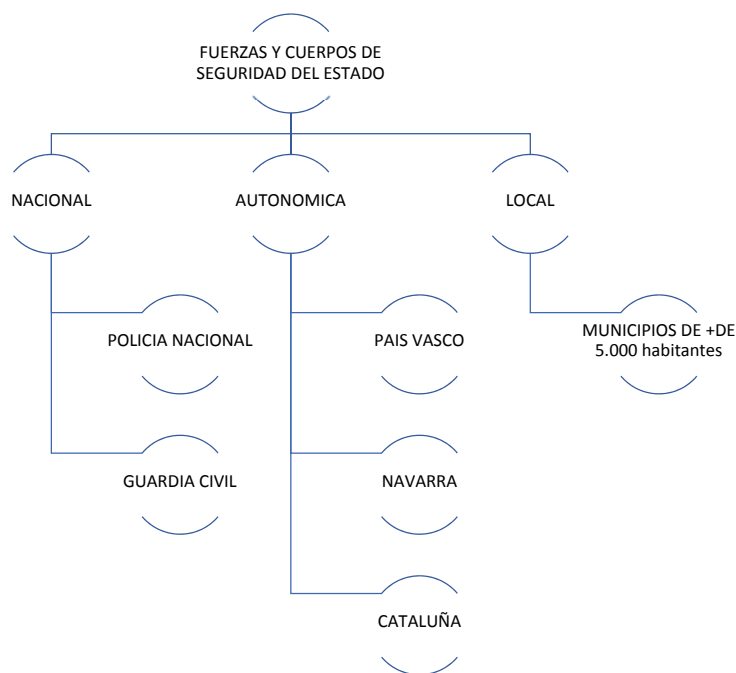 FUERZAS Y CUERPOS DE
SEGURIDAD DEL ESTADO
NACIONAL
AUTONOMICA
LOCAL
POLICIA NACIONAL
PAIS VASCO
MUNICIPIOS DE +DE
5.000 habitantes
GUARDIA CIVIL
NAVARRA
CATALUÑA